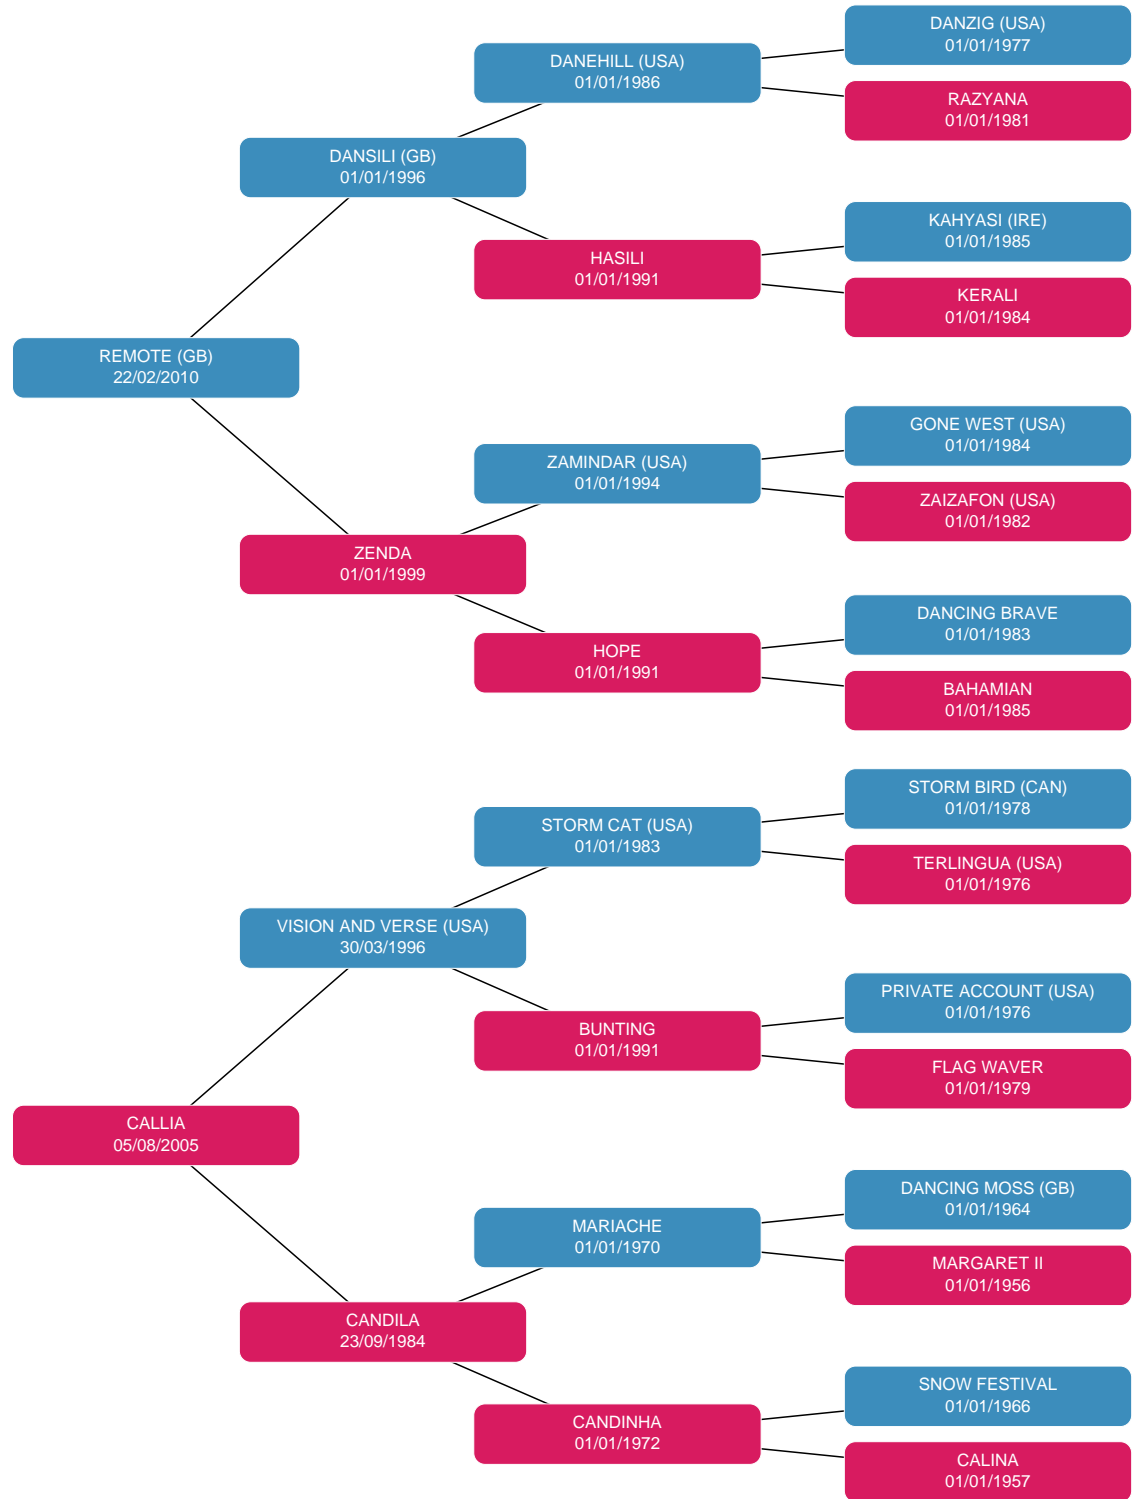 DANZIG (USA)
01/01/1977
DANEHILL (USA)
01/01/1986
RAZYANA
01/01/1981
DANSILI (GB)
01/01/1996
KAHYASI (IRE)
01/01/1985
HASILI
01/01/1991
KERALI
01/01/1984
REMOTE (GB)
22/02/2010
GONE WEST (USA)
01/01/1984
ZAMINDAR (USA)
01/01/1994
ZAIZAFON (USA)
01/01/1982
ZENDA
01/01/1999
DANCING BRAVE
01/01/1983
HOPE
01/01/1991
BAHAMIAN
01/01/1985
STORM BIRD (CAN)
01/01/1978
STORM CAT (USA)
01/01/1983
TERLINGUA (USA)
01/01/1976
VISION AND VERSE (USA)
30/03/1996
PRIVATE ACCOUNT (USA)
01/01/1976
BUNTING
01/01/1991
FLAG WAVER
01/01/1979
CALLIA
05/08/2005
DANCING MOSS (GB)
01/01/1964
MARIACHE
01/01/1970
MARGARET II
01/01/1956
CANDILA
23/09/1984
SNOW FESTIVAL
01/01/1966
CANDINHA
01/01/1972
CALINA
01/01/1957